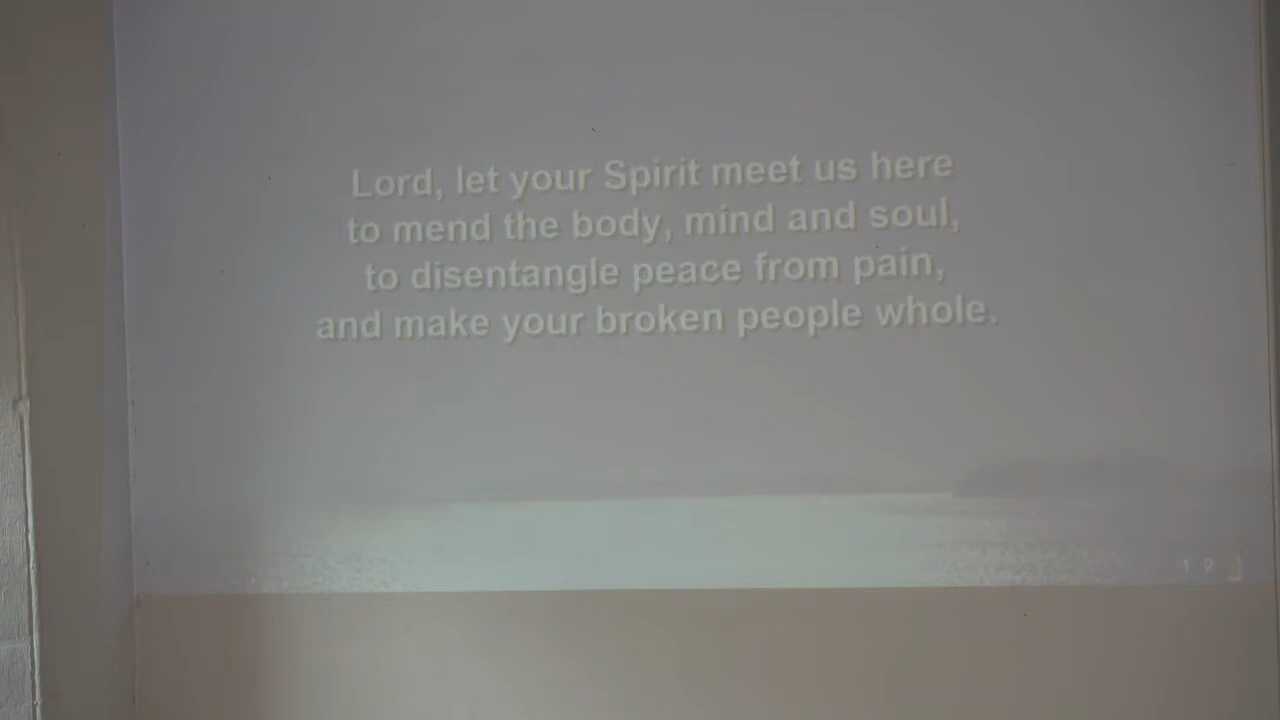 Lord, let your Spirit meet us here
to mend the body, mind and soul,
to disentangle peace from pain,
and make your broken people whole.